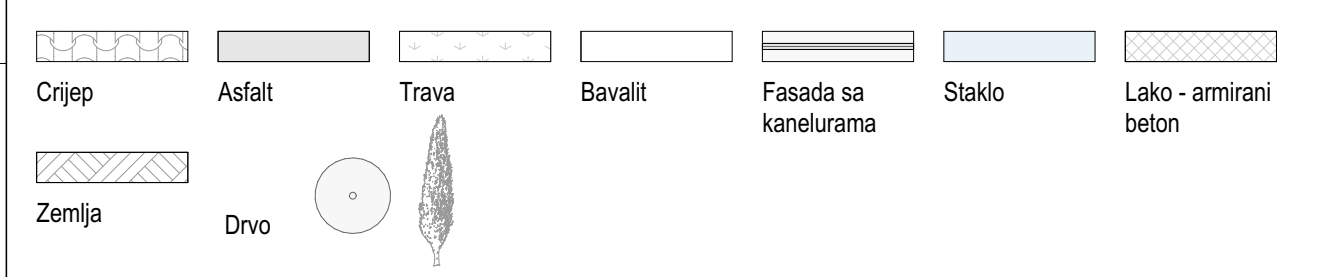 Crijep
Asfalt
Trava
Bavalit
Fasada sa
kanelurama
Staklo
Lako - armirani
beton
Zemlja
Drvo